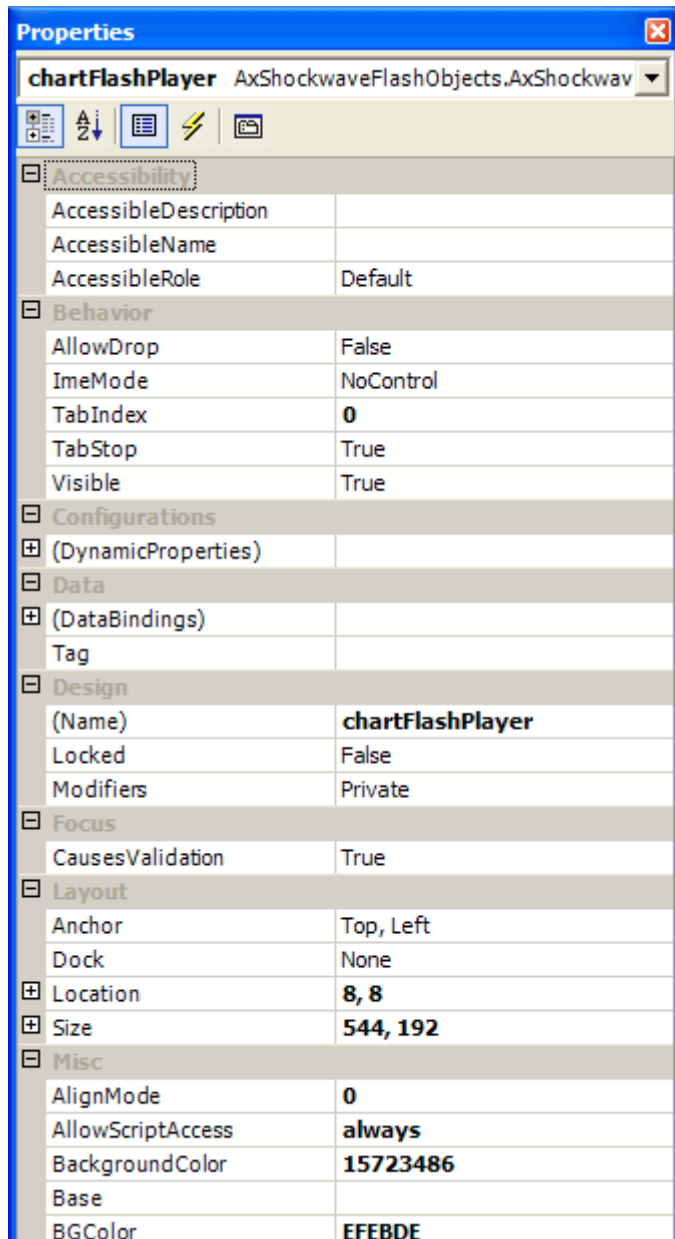 Properties
chartFlashPlayer AxShockwaveFlashObjects.AxShockwav
Accessibility
AccessibleDescription
AccessibleName
AccessibleRole Default
Behavior
AllowDrop False
ImeMode NoControl
TabIndex 0
TabStop True
Visible True
Configurations
(DynamicProperties)
Data
(DataBindings)
Tag
Design
(Name) chartFlashPlayer
Locked False
Modifiers Private
Focus
CausesValidation True
Layout
Anchor Top, Left
Dock None
Location 8, 8
Size 544, 192
Misc
AlignMode 0
AllowScriptAccess always
BackgroundColor 15723486
Base
BGColor EFEBDE